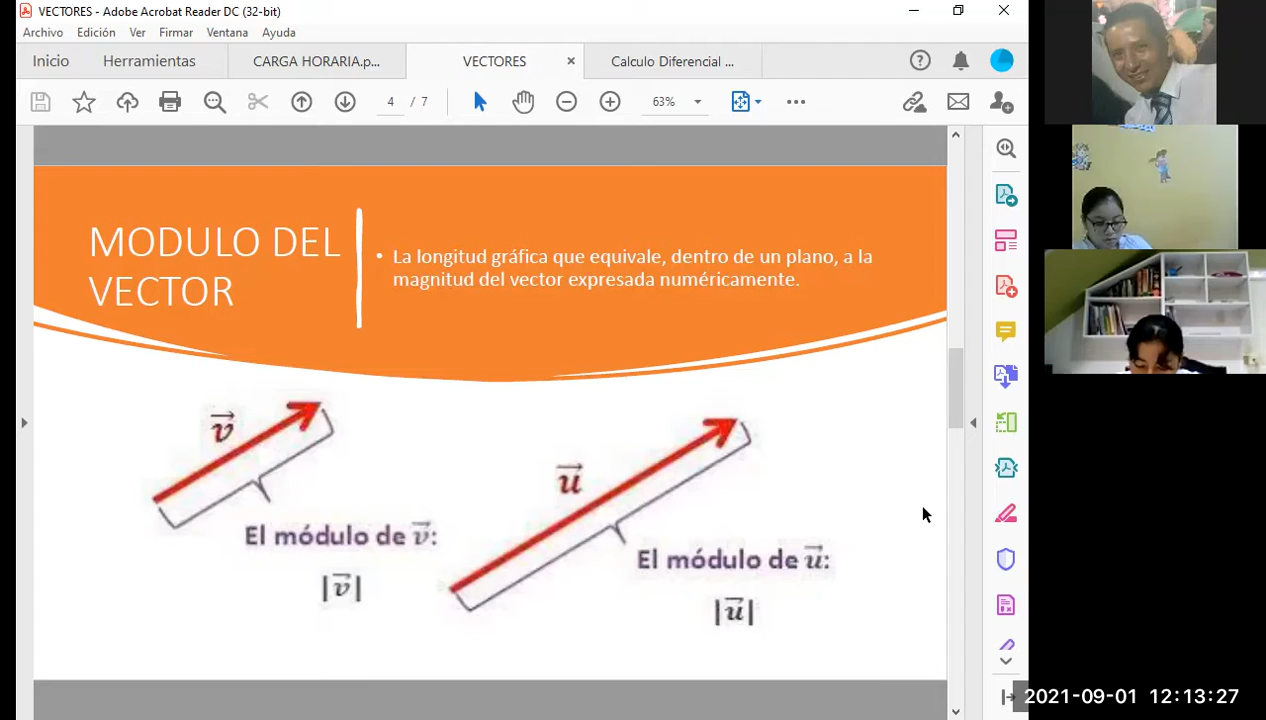 VECTORES - Adobe Acrobat Reader DC (32-bit)
Archivo Edición Ver Firmar Ventana Ayuda
Inicio Herramientas CARGA HORARIA.p... VECTORES × Calculo Diferencial ...
4 / 7 63%
MODULO DEL
VECTOR
• La longitud gráfica que equivale, dentro de un plano, a la
magnitud del vector expresada numéricamente.
v⃗
u⃗
El módulo de v⃗:
|v⃗|
El módulo de u⃗:
|u⃗|
2021-09-01 12:13:27